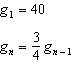 g₁ = 40
gₙ = 3/4 gₙ₋₁